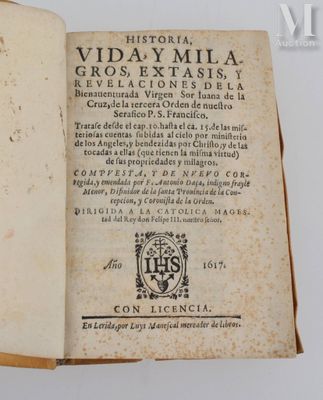 M
Auction
HISTORIA,
VIDA, Y MILA-
GROS, EXTASIS, Y
REVELACIONES DE LA
Bienauenturada Virgen Sor Iuana de la
Cruz, de la tercera Orden de nuestro
Serafico P. S. Francisco.
Tratase desde el cap. 10. hasta el ca. 15. de las mis-
teriosas cuentas subidas al cielo por ministerio
de los Angeles, y bendezidas por Christo, y de las
tocadas a ellas (que tienen la misma virtud)
de sus propriedades y milagros.
COMPVESTA, Y DE NVEVO COR-
regida, y emendada por F. Antonio Daça, indigno frayle
Menor, Difinidor de la santa Prouincia de la Con-
cepcion, y Coronista de la Orden.
DIRIGIDA A LA CATOLICA MAGES-
tad del Rey don Felipe III. nuestro señor.
Año IHS 1617.
CON LICENCIA.
En Lerida, por Luys Manescal mercader de libros.